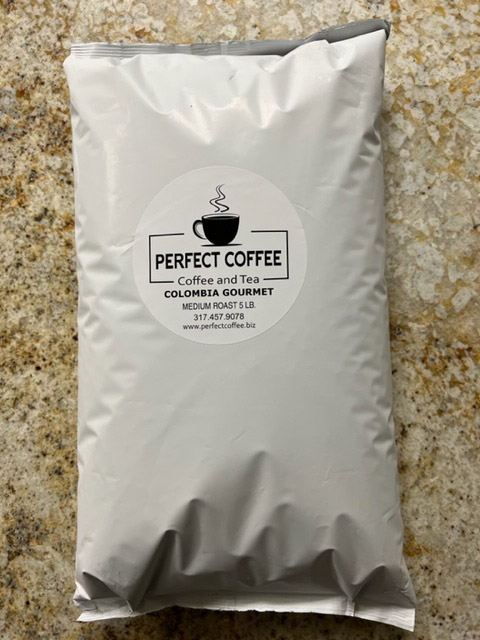 PERFECT COFFEE
Coffee and Tea
COLOMBIA GOURMET
MEDIUM ROAST 5 LB.
317.457.9078
www.perfectcoffee.biz